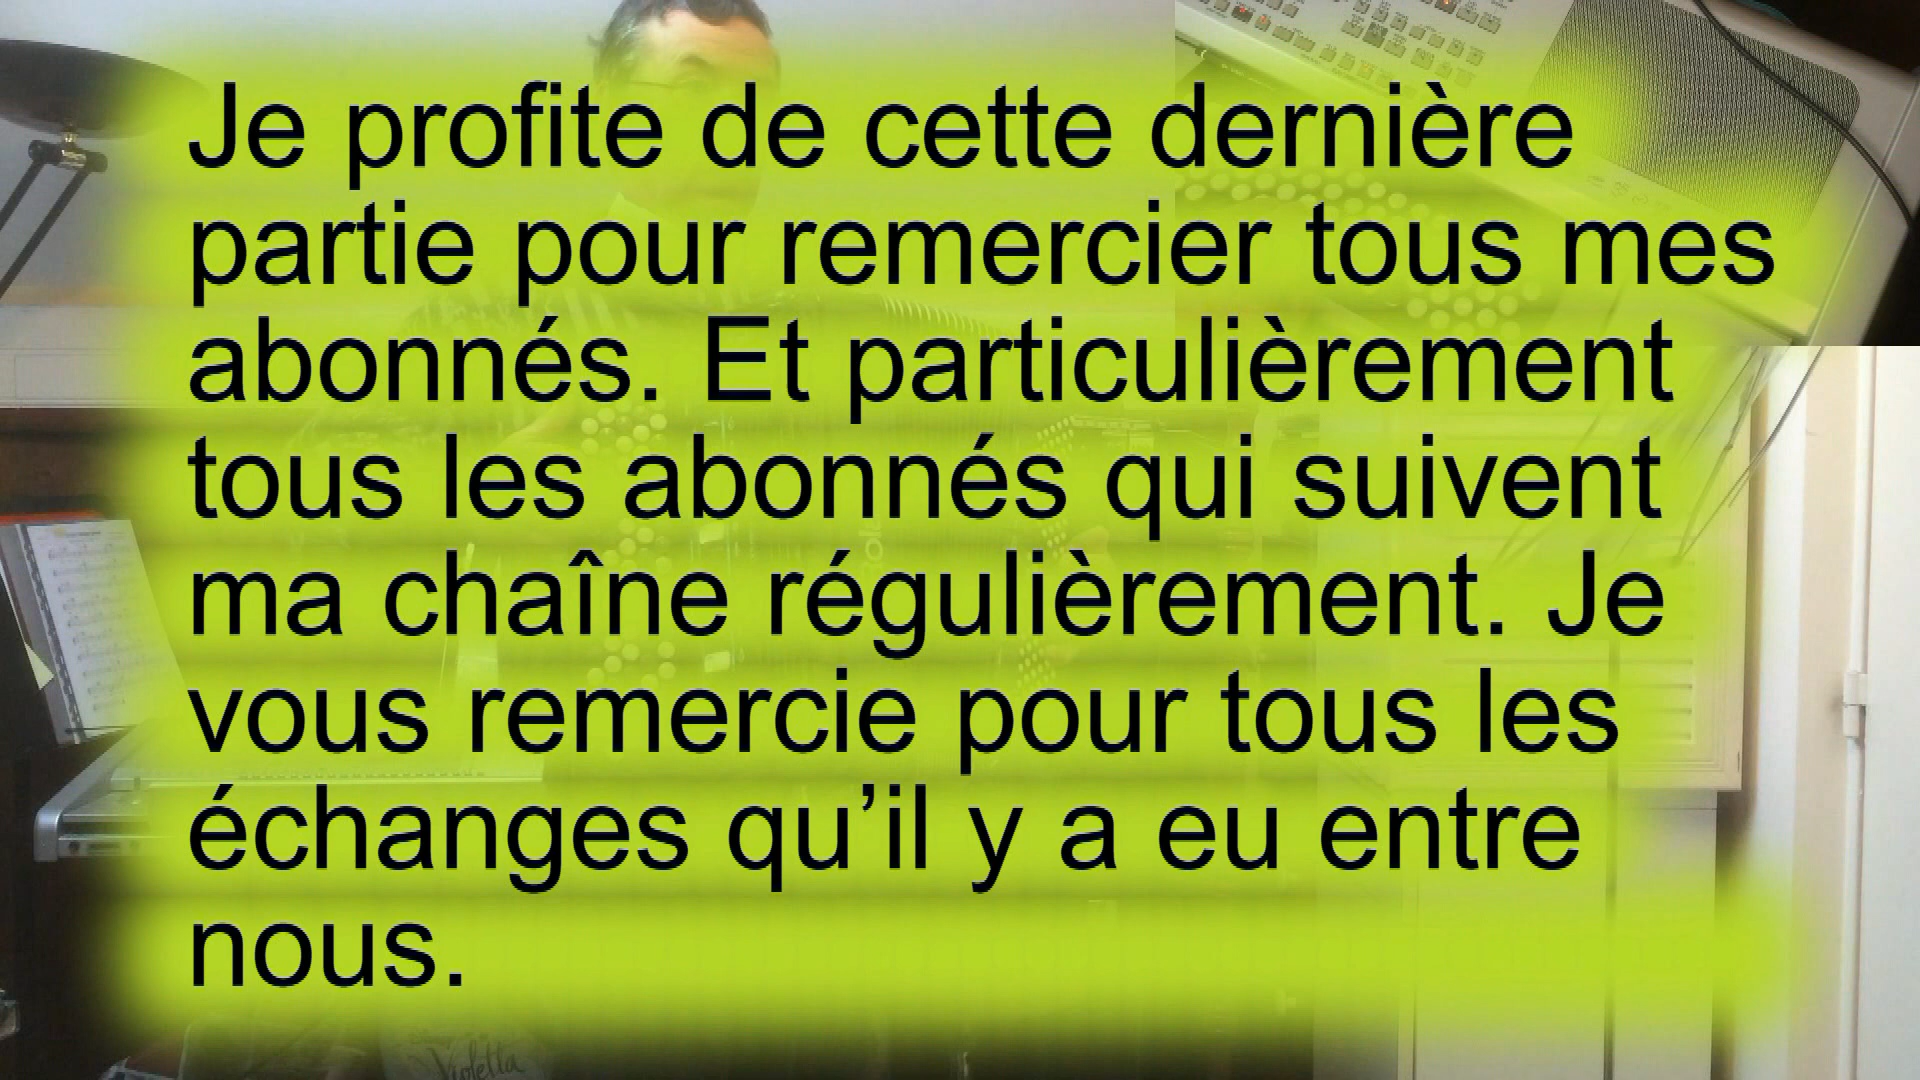 Je profite de cette dernière
partie pour remercier tous mes
abonnés. Et particulièrement
tous les abonnés qui suivent
ma chaîne régulièrement. Je
vous remercie pour tous les
échanges qu’il y a eu entre
nous.
Violetta